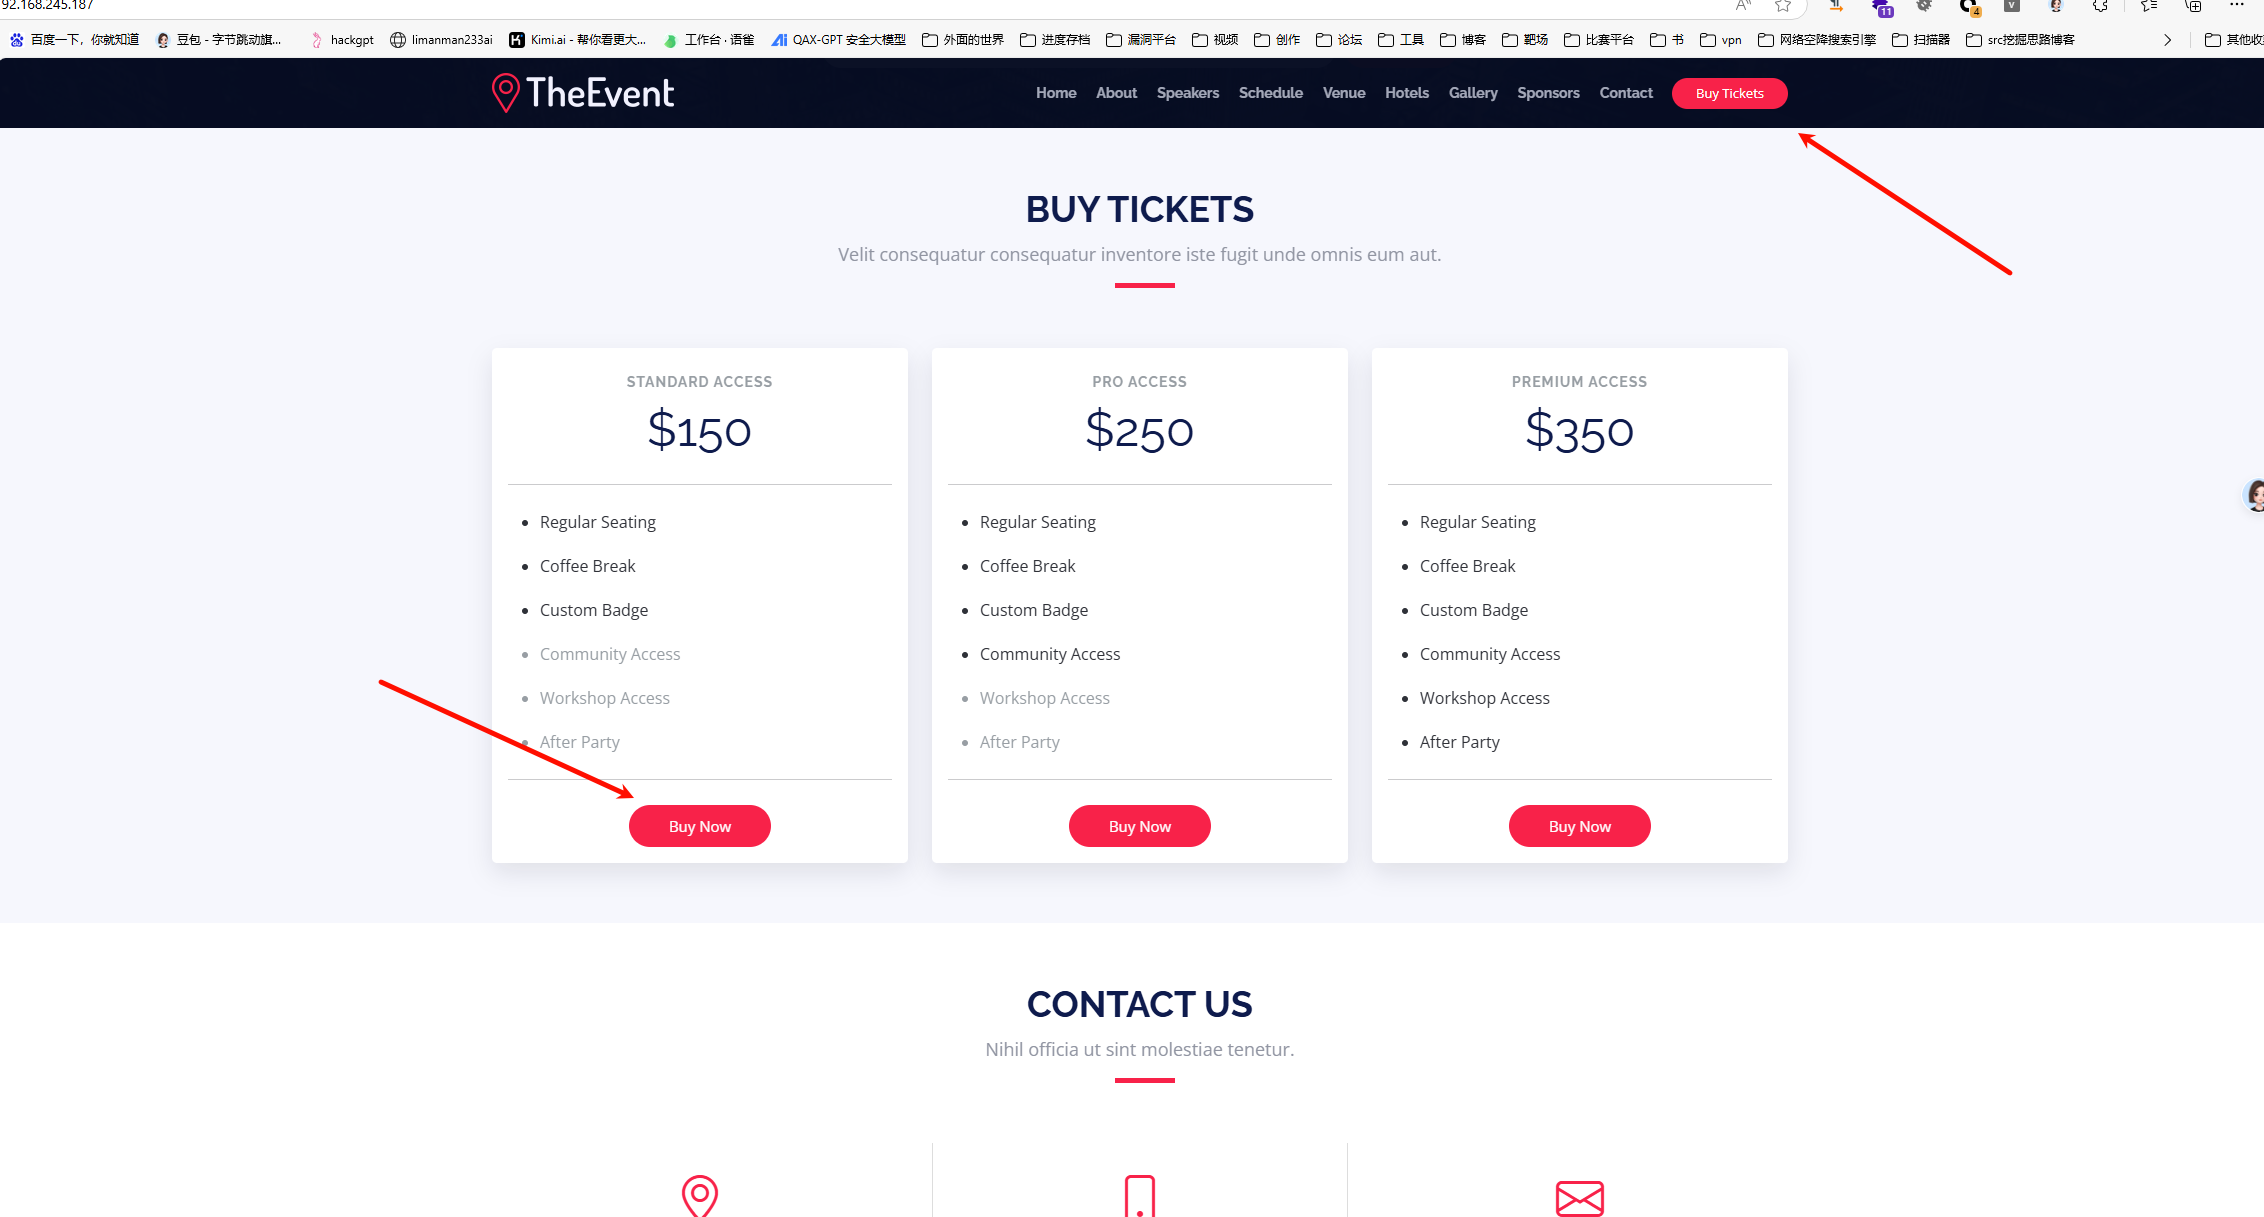 92.168.245.187
11
4
V
百度一下，你就知道 豆包 - 字节跳动旗... hackgpt limanman233ai Kimi.ai - 帮你看更大... 工作台 · 语雀 QAX-GPT 安全大模型 外面的世界 进度存档 漏洞平台 视频 创作 论坛 工具 博客 靶场 比赛平台 书 vpn 网络空降搜索引擎 扫描器 src挖掘思路博客 其他收
TheEvent
Home About Speakers Schedule Venue Hotels Gallery Sponsors Contact Buy Tickets
BUY TICKETS
Velit consequatur consequatur inventore iste fugit unde omnis eum aut.
STANDARD ACCESS
$150
Regular Seating
Coffee Break
Custom Badge
Community Access
Workshop Access
After Party
Buy Now
PRO ACCESS
$250
Regular Seating
Coffee Break
Custom Badge
Community Access
Workshop Access
After Party
Buy Now
PREMIUM ACCESS
$350
Regular Seating
Coffee Break
Custom Badge
Community Access
Workshop Access
After Party
Buy Now
CONTACT US
Nihil officia ut sint molestiae tenetur.